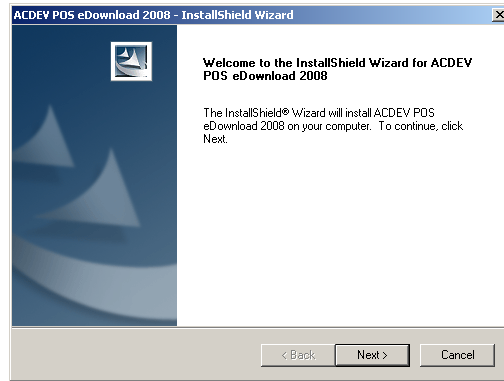 ACDEV POS eDownload 2008 - InstallShield Wizard
Welcome to the InstallShield Wizard for ACDEV
POS eDownload 2008
The InstallShield® Wizard will install ACDEV POS
eDownload 2008 on your computer. To continue, click
Next.
< Back
Next >
Cancel